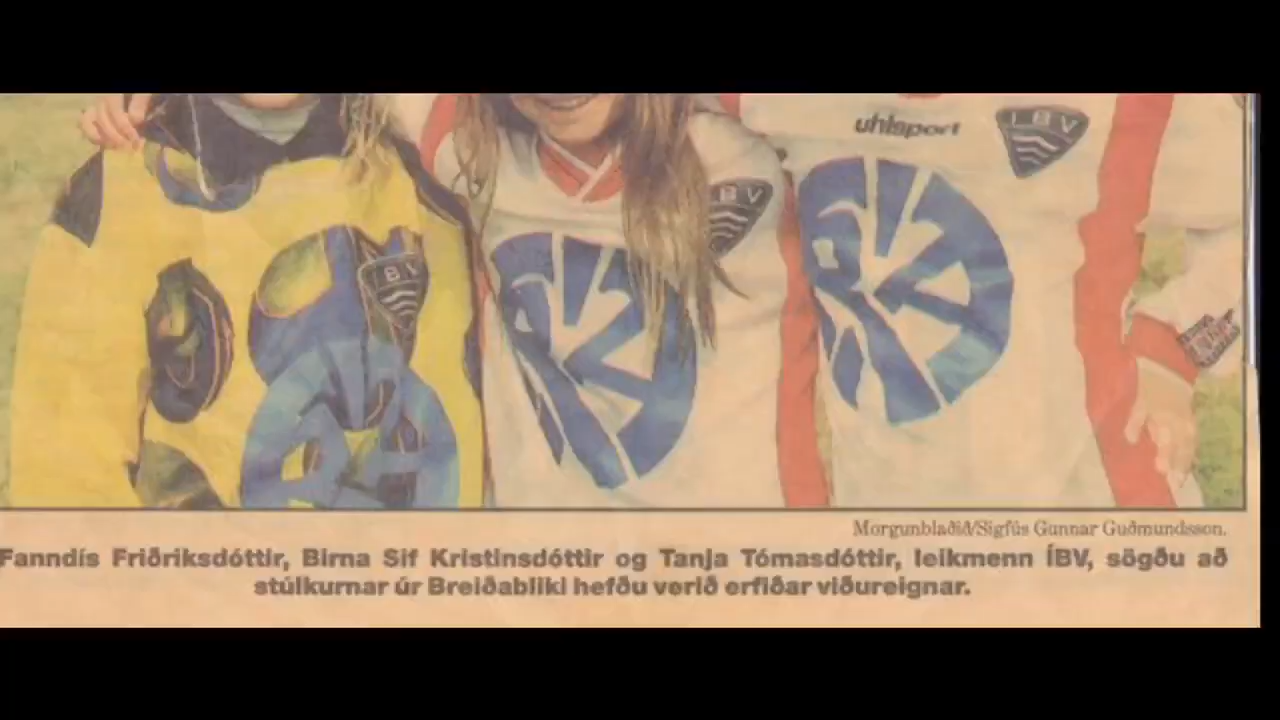 uhlsport
ÍBV
ÍBV
ÍBV
Morgunblaðið/Sigfús Gunnar Guðmundsson.
Fanndís Friðriksdóttir, Birna Sif Kristinsdóttir og Tanja Tómasdóttir, leikmenn ÍBV, sögðu að
stúlkurnar úr Breiðabliki hefðu verið erfiðar viðureignar.